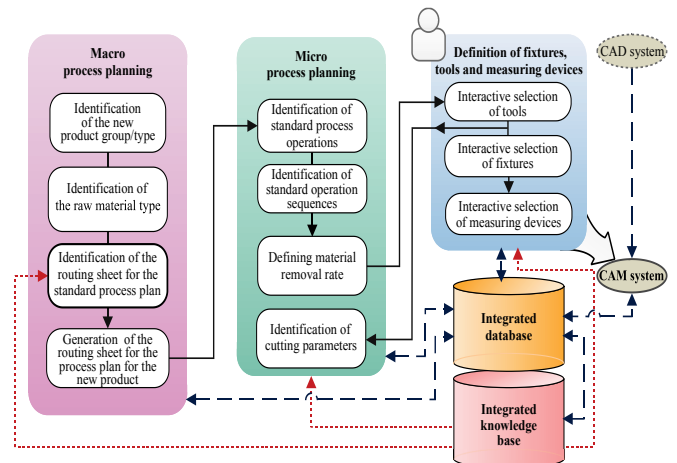 Macro
process planning
Identification
of the new
product group/type
Identification of
the raw material type
Identification of the
routing sheet for the
standard process plan
Generation of the
routing sheet for the
process plan for the
new product
Micro
process planning
Identification of
standard process
operations
Identification of
standard operation
sequences
Defining material
removal rate
Identification of
cutting parameters
Definition of fixtures,
tools and measuring devices
Interactive selection
of tools
Interactive selection
of fixtures
Interactive selection
of measuring devices
CAD system
CAM system
Integrated
database
Integrated
knowledge
base